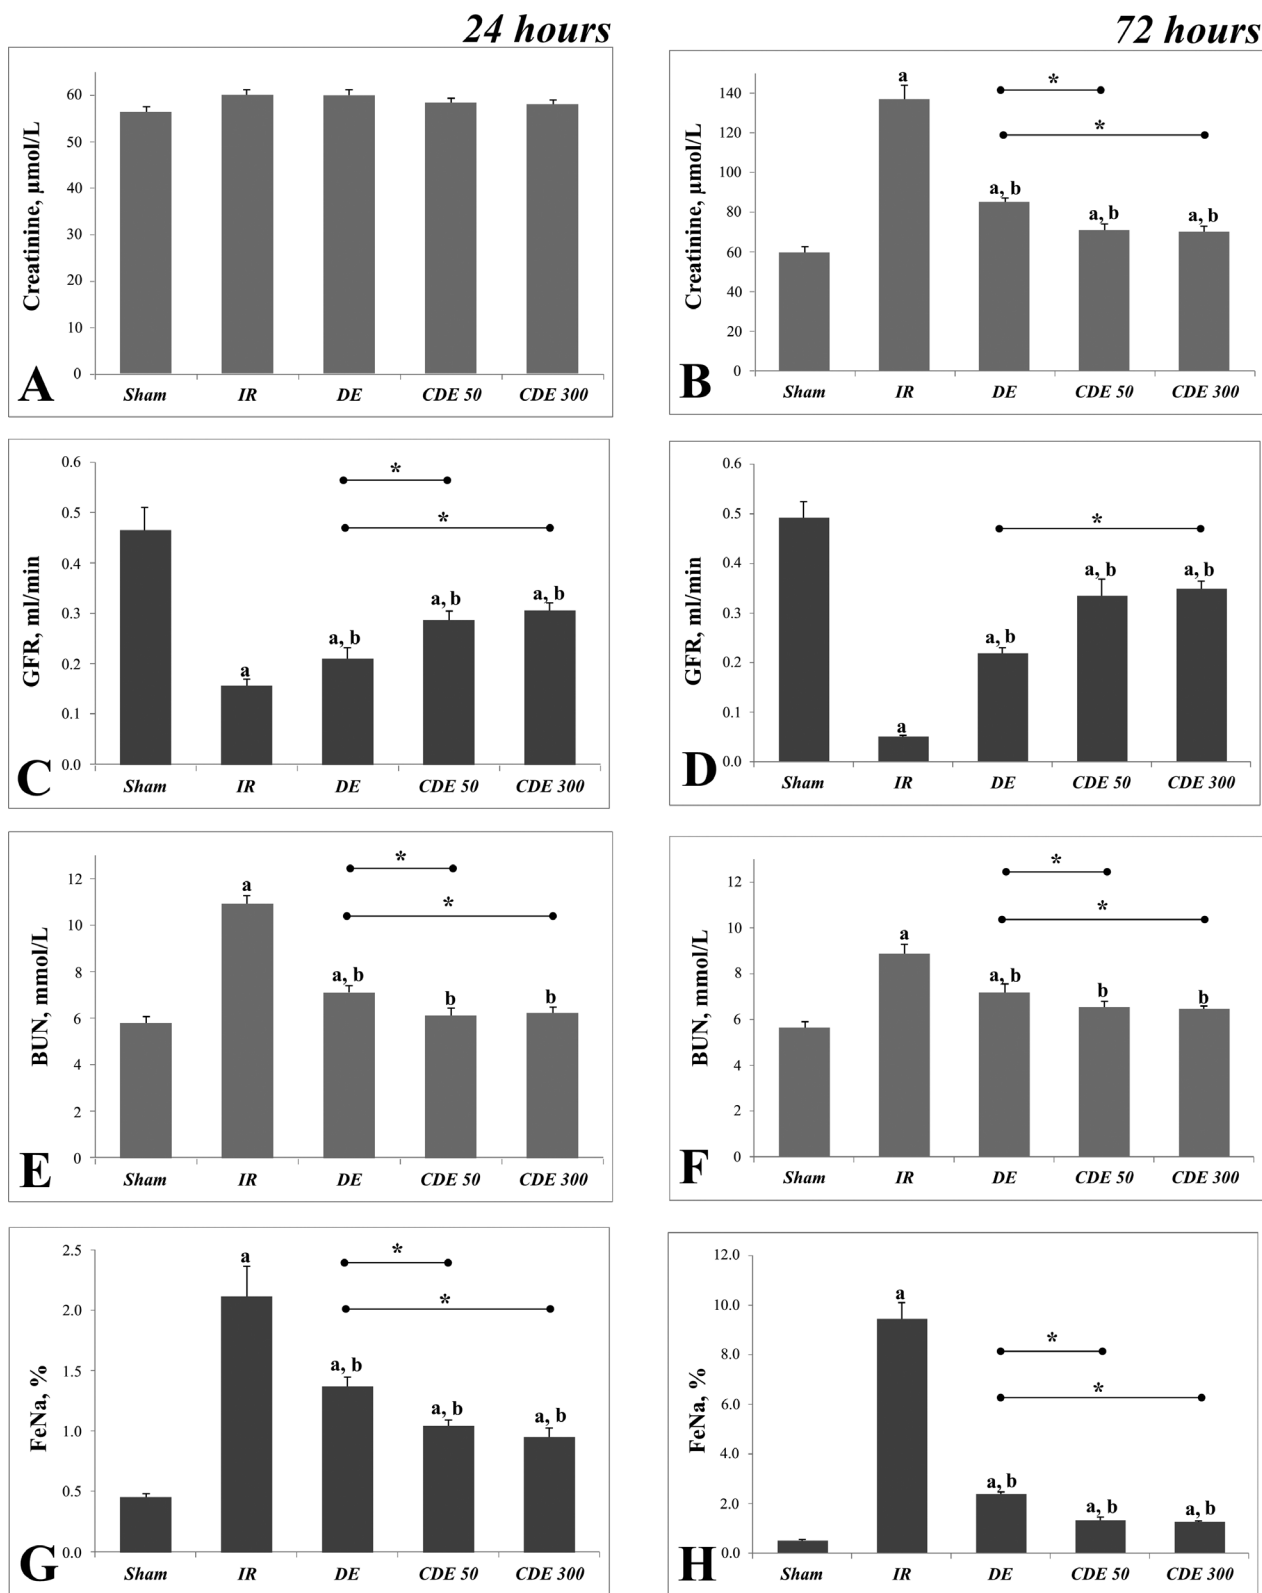 24 hours
72 hours
Creatinine, µmol/L
60
50
40
30
20
10
0
A
Sham IR DE CDE 50 CDE 300
Creatinine, µmol/L
140
120
100
80
60
40
20
0
a
*
*
a, b
a, b
a, b
B
Sham IR DE CDE 50 CDE 300
GFR, ml/min
0.6
0.5
0.4
0.3
0.2
0.1
0.0
*
*
a
a, b
a, b
a, b
C
Sham IR DE CDE 50 CDE 300
GFR, ml/min
0.6
0.5
0.4
0.3
0.2
0.1
0.0
*
a
a, b
a, b
a, b
D
Sham IR DE CDE 50 CDE 300
BUN, mmol/L
12
10
8
6
4
2
0
a
*
*
a, b
b
b
E
Sham IR DE CDE 50 CDE 300
BUN, mmol/L
12
10
8
6
4
2
0
a
*
*
a, b
b
b
F
Sham IR DE CDE 50 CDE 300
FeNa, %
2.5
2.0
1.5
1.0
0.5
0.0
a
*
*
a, b
a, b
a, b
G
Sham IR DE CDE 50 CDE 300
FeNa, %
12.0
10.0
8.0
6.0
4.0
2.0
0.0
a
*
*
a, b
a, b
a, b
H
Sham IR DE CDE 50 CDE 300